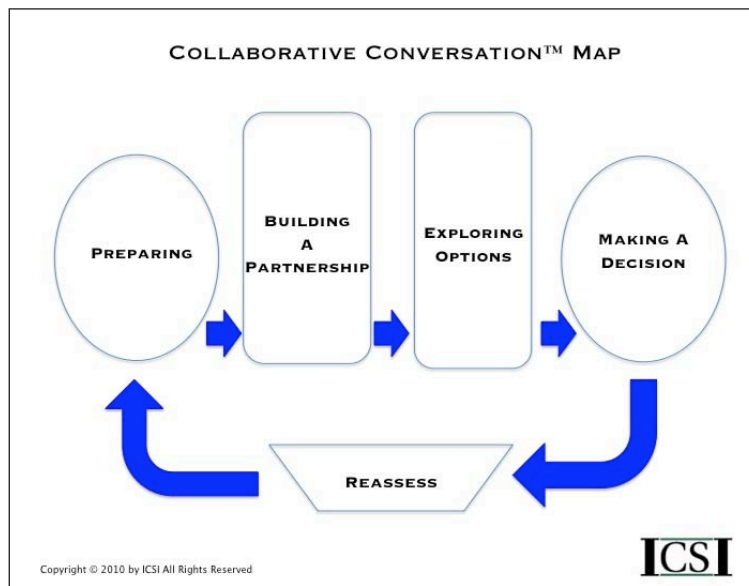 COLLABORATIVE CONVERSATION™ MAP
PREPARING
BUILDING
A
PARTNERSHIP
EXPLORING
OPTIONS
MAKING A
DECISION
REASSESS
Copyright © 2010 by ICSI All Rights Reserved
ICSI